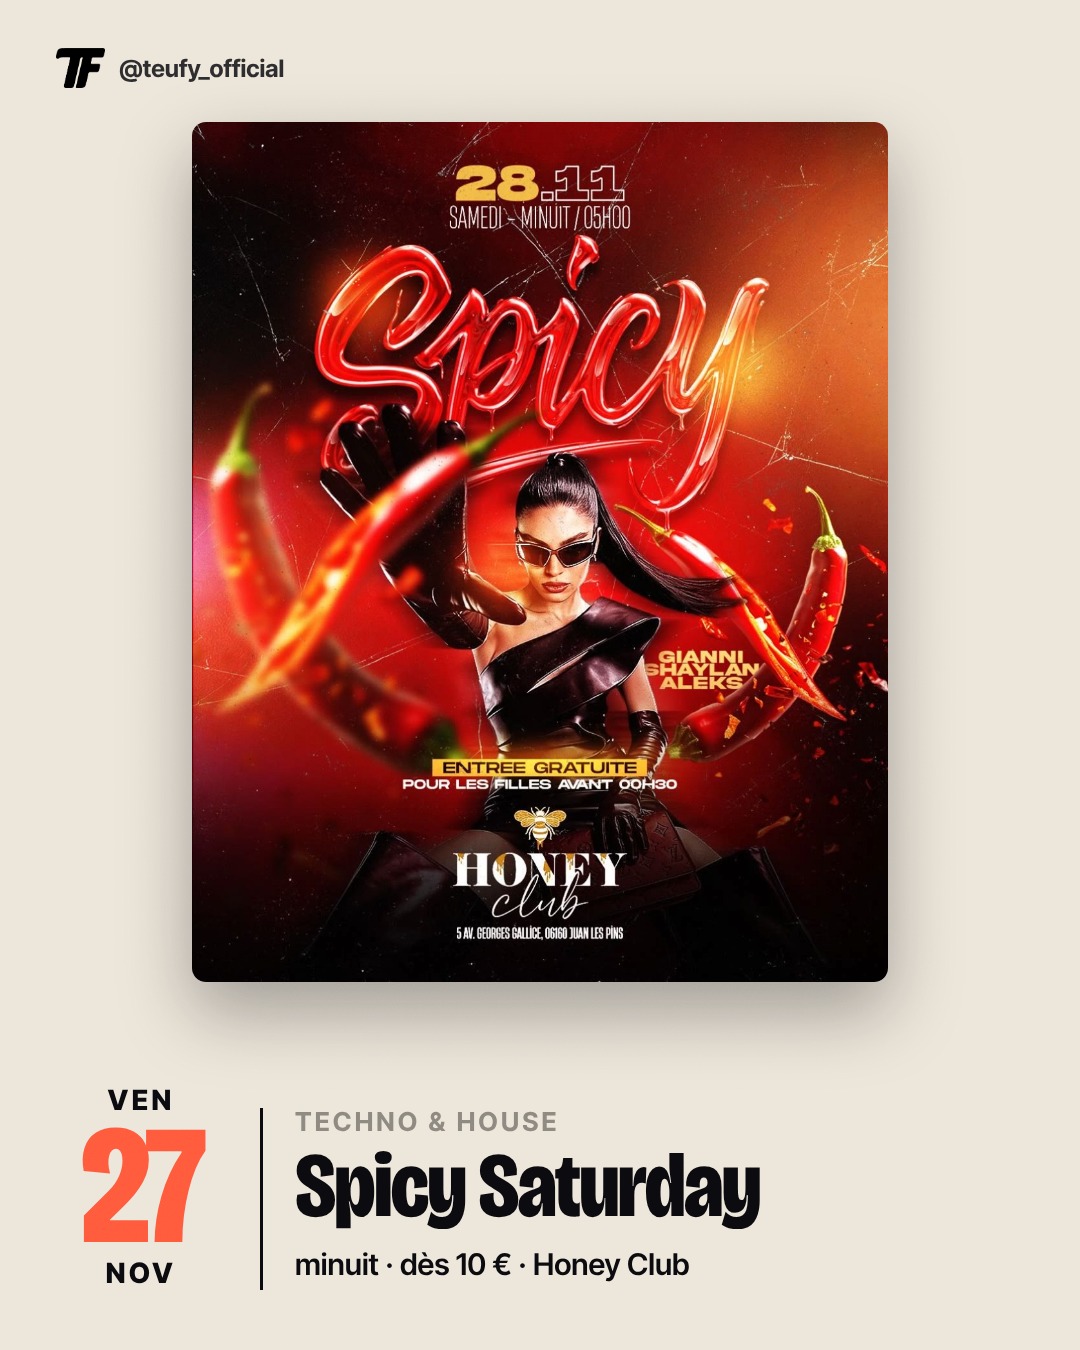 TF @teufy_official
28.11
SAMEDI - MINUIT / 05H00
Spicy
GIANNI
SHAYLAN
ALEKS
ENTREE GRATUITE
POUR LES FILLES AVANT 00H30
HONEY
club
5 AV. GEORGES GALLICE, 06160 JUAN LES PINS
VEN
27
NOV
TECHNO & HOUSE
Spicy Saturday
minuit · dès 10 € · Honey Club